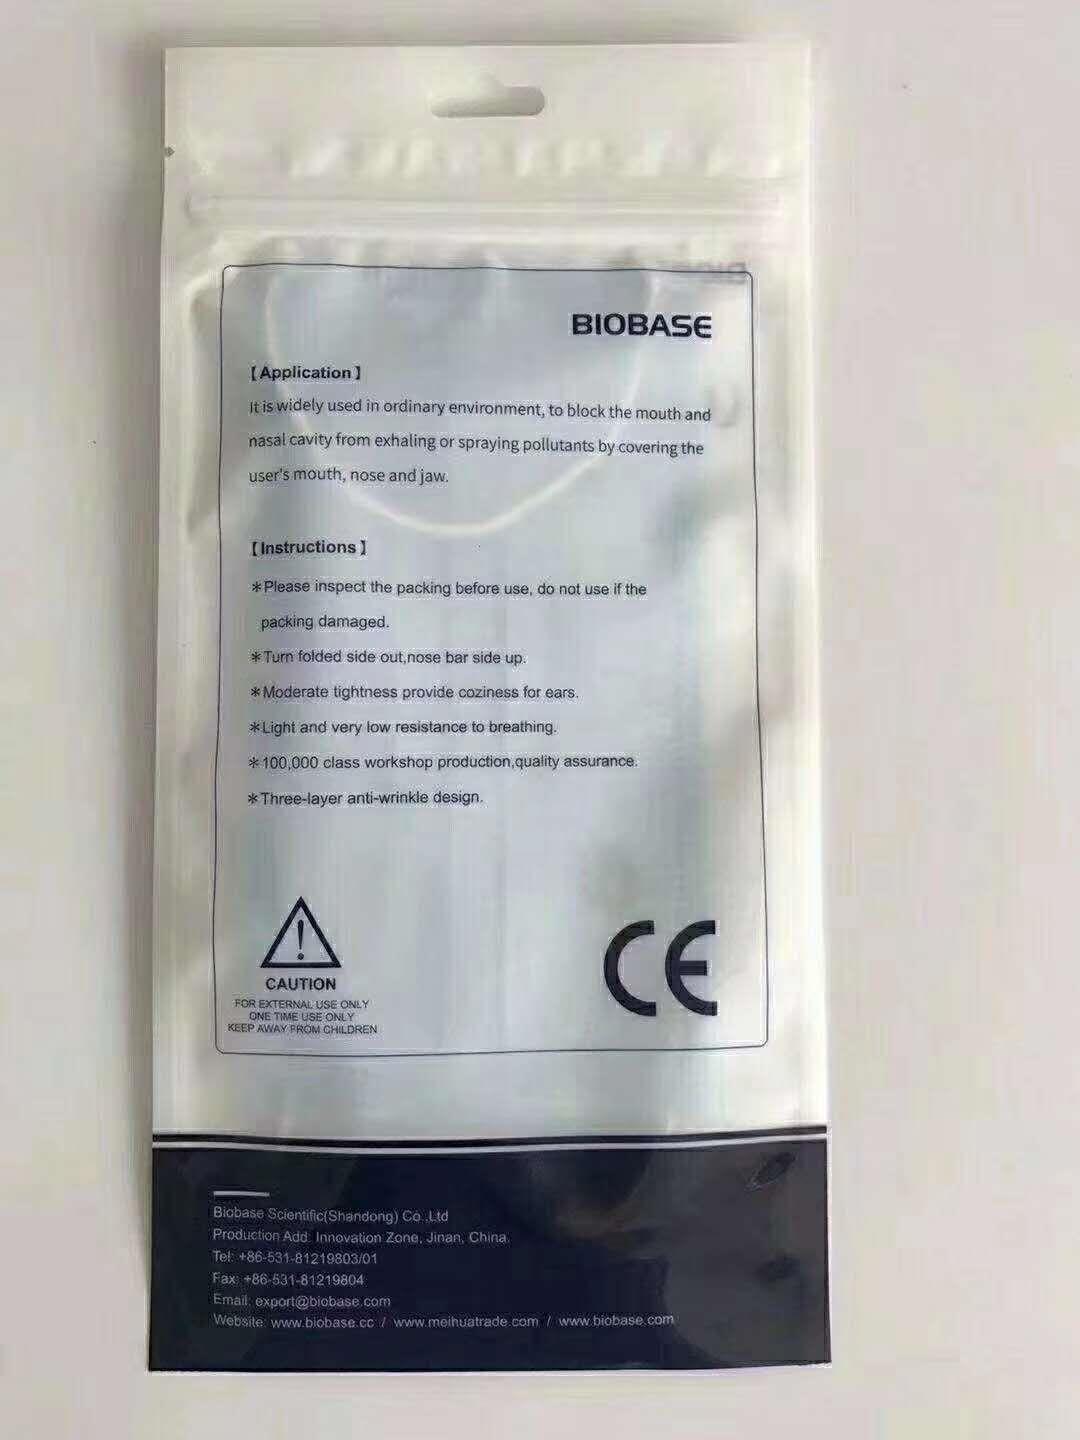 BIOBASE
【Application】
It is widely used in ordinary environment, to block the mouth and
nasal cavity from exhaling or spraying pollutants by covering the
user's mouth, nose and jaw.
【Instructions】
*Please inspect the packing before use, do not use if the
packing damaged.
*Turn folded side out,nose bar side up.
*Moderate tightness provide coziness for ears.
*Light and very low resistance to breathing.
*100,000 class workshop production,quality assurance.
*Three-layer anti-wrinkle design.
CAUTION
FOR EXTERNAL USE ONLY
ONE TIME USE ONLY
KEEP AWAY FROM CHILDREN
CE
Biobase Scientific(Shandong) Co.,Ltd
Production Add: Innovation Zone, Jinan, China.
Tel: +86-531-81219803/01
Fax: +86-531-81219804
Email: export@biobase.com
Website: www.biobase.cc / www.meihuatrade.com / www.biobase.com